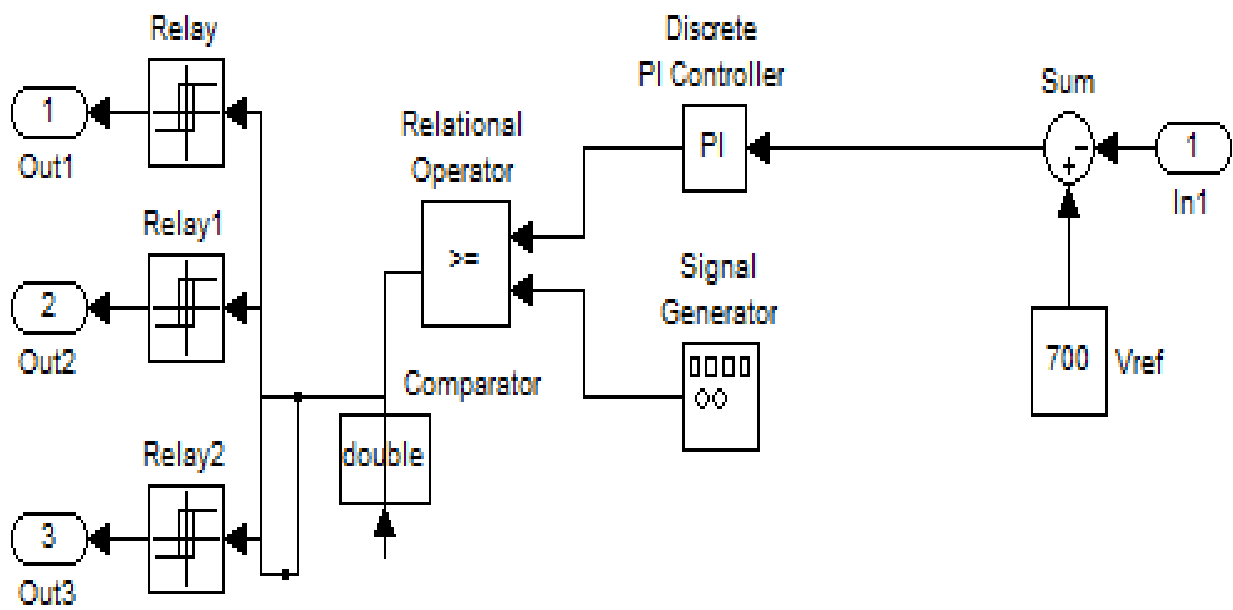 Relay
1
Out1
Relay1
2
Out2
Relay2
3
Out3
Relational
Operator
>=
Comparator
double
Discrete
PI Controller
PI
Signal
Generator
Sum
-
+
1
In1
700
Vref